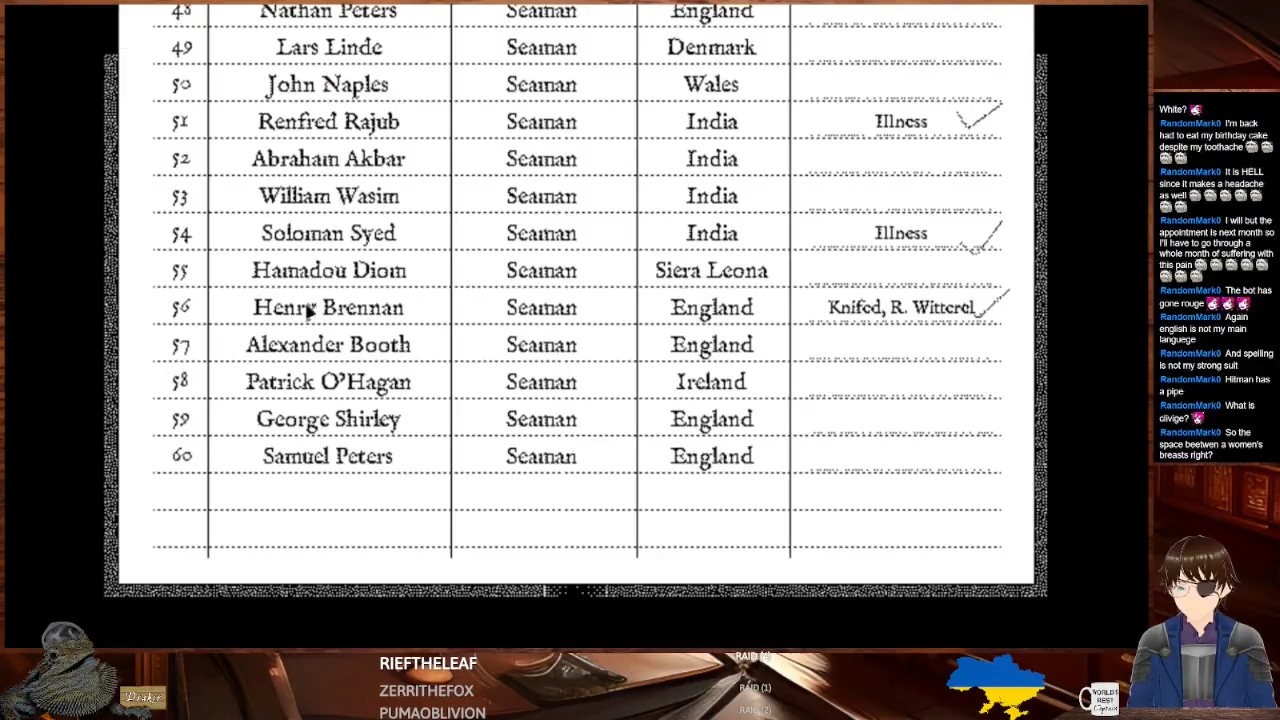 48 Nathan Peters Seaman England
49 Lars Linde Seaman Denmark
50 John Naples Seaman Wales
51 Renfred Rajub Seaman India Illness
52 Abraham Akbar Seaman India
53 William Wasim Seaman India
54 Soloman Syed Seaman India Illness
55 Hamadou Diom Seaman Siera Leona
56 Henry Brennan Seaman England Knifed, R. Witterel
57 Alexander Booth Seaman England
58 Patrick O'Hagan Seaman Ireland
59 George Shirley Seaman England
60 Samuel Peters Seaman England
White?
RandomMark0 I'm back
had to eat my birthday cake
despite my toothache
RandomMark0 It is HELL
since it makes a headache
as well
RandomMark0 I will but the
appointment is next month so
I'll have to go through a
whole month of suffering with
this pain
RandomMark0 The bot has
gone rouge
RandomMark0 Again
english is not my main
languege
RandomMark0 And spelling
is not my strong suit
RandomMark0 Hitman has
a pipe
RandomMark0 What is
clivige?
RandomMark0 So the
space beetwen a women's
breasts right?
Drake
RIEFTHELEAF
ZERRITHEFOX
PUMAOBLIVION
RAID (1)
RAID (2)
WORLD'S
BEST
Captain